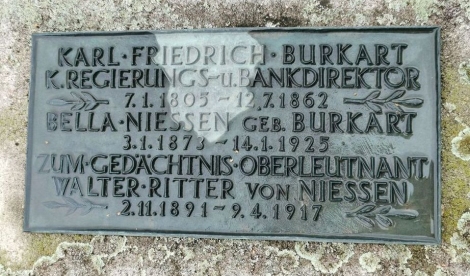 KARL·FRIEDRICH·BURKART
K.REGIERUNGS-u.BANKDIREKTOR
7.1.1805-12.7.1862
BELLA·NIESSEN GEB.BURKART
3.1.1873-14.1.1925
ZUM·GEDÄCHTNIS·OBERLEUTNANT
WALTER·RITTER VON NIESSEN
2.11.1891-9.4.1917